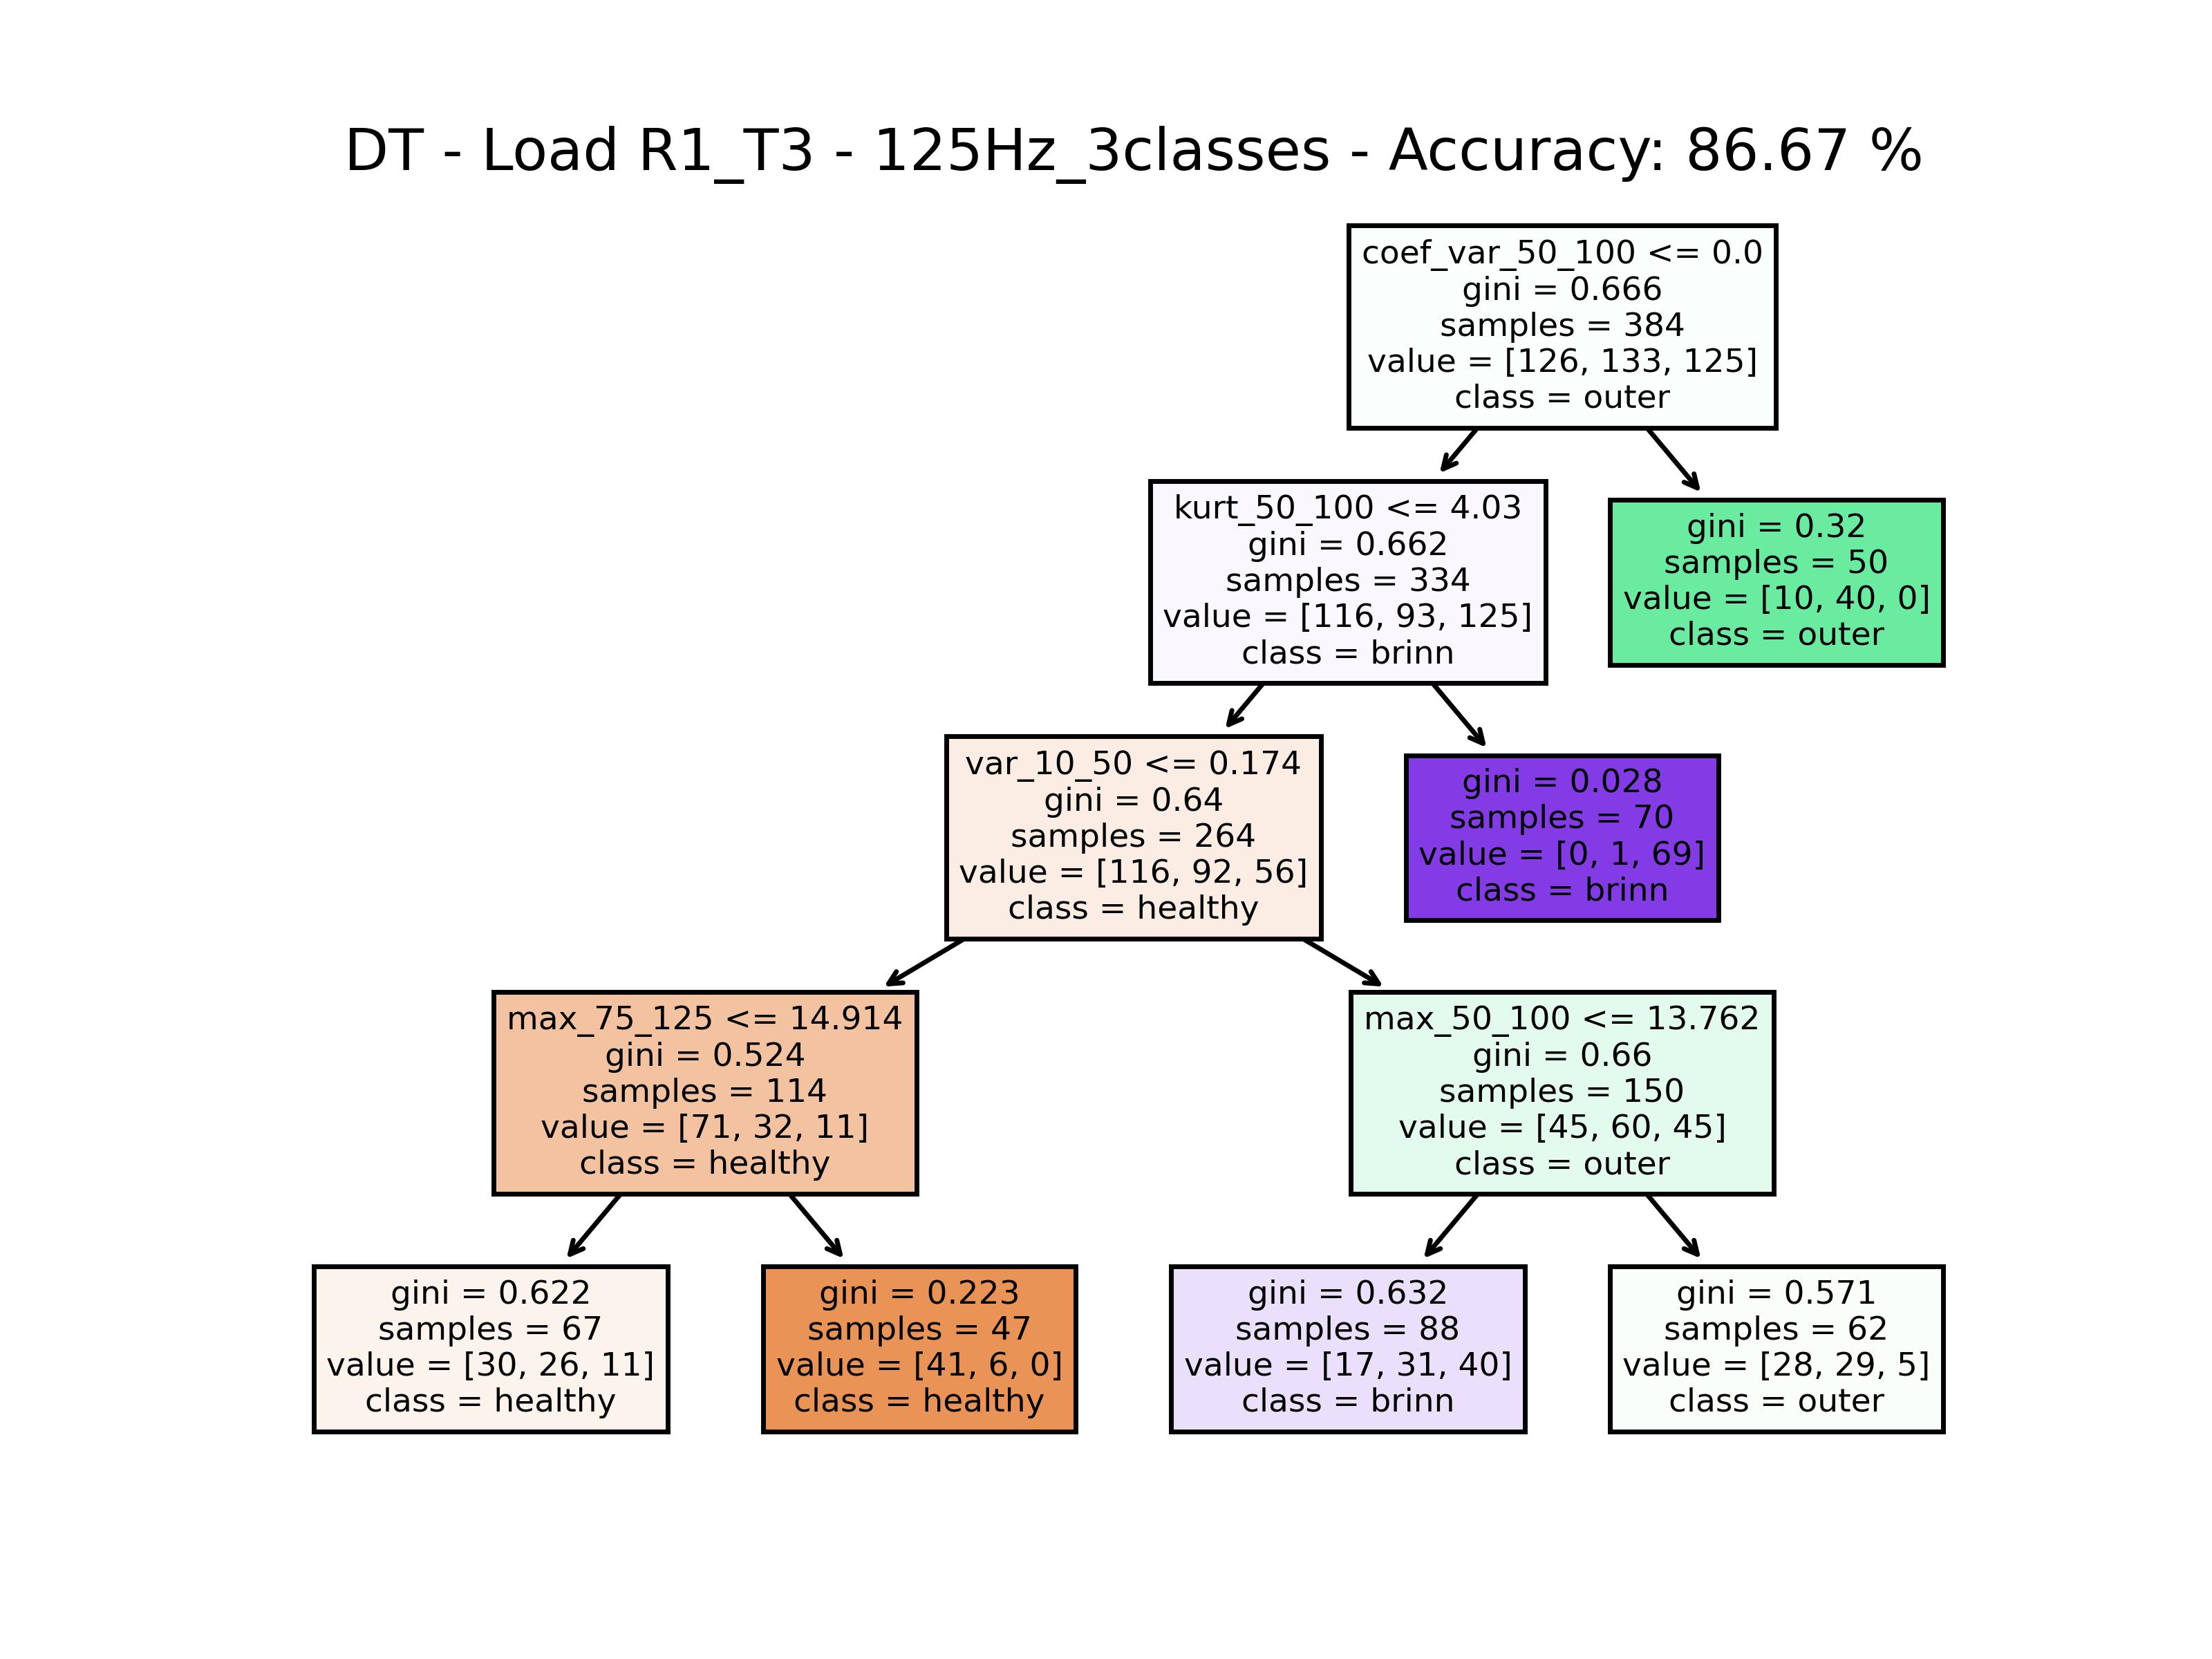 DT - Load R1_T3 - 125Hz_3classes - Accuracy: 86.67 %
coef_var_50_100 <= 0.0
gini = 0.666
samples = 384
value = [126, 133, 125]
class = outer
kurt_50_100 <= 4.03
gini = 0.662
samples = 334
value = [116, 93, 125]
class = brinn
gini = 0.32
samples = 50
value = [10, 40, 0]
class = outer
var_10_50 <= 0.174
gini = 0.64
samples = 264
value = [116, 92, 56]
class = healthy
gini = 0.028
samples = 70
value = [0, 1, 69]
class = brinn
max_75_125 <= 14.914
gini = 0.524
samples = 114
value = [71, 32, 11]
class = healthy
max_50_100 <= 13.762
gini = 0.66
samples = 150
value = [45, 60, 45]
class = outer
gini = 0.622
samples = 67
value = [30, 26, 11]
class = healthy
gini = 0.223
samples = 47
value = [41, 6, 0]
class = healthy
gini = 0.632
samples = 88
value = [17, 31, 40]
class = brinn
gini = 0.571
samples = 62
value = [28, 29, 5]
class = outer